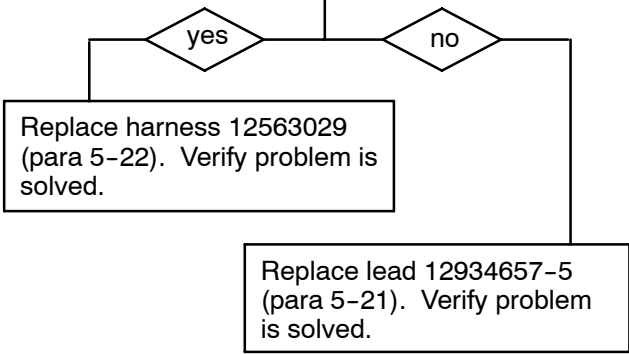 yes
no
Replace harness 12563029
(para 5-22). Verify problem is
solved.
Replace lead 12934657-5
(para 5-21). Verify problem
is solved.